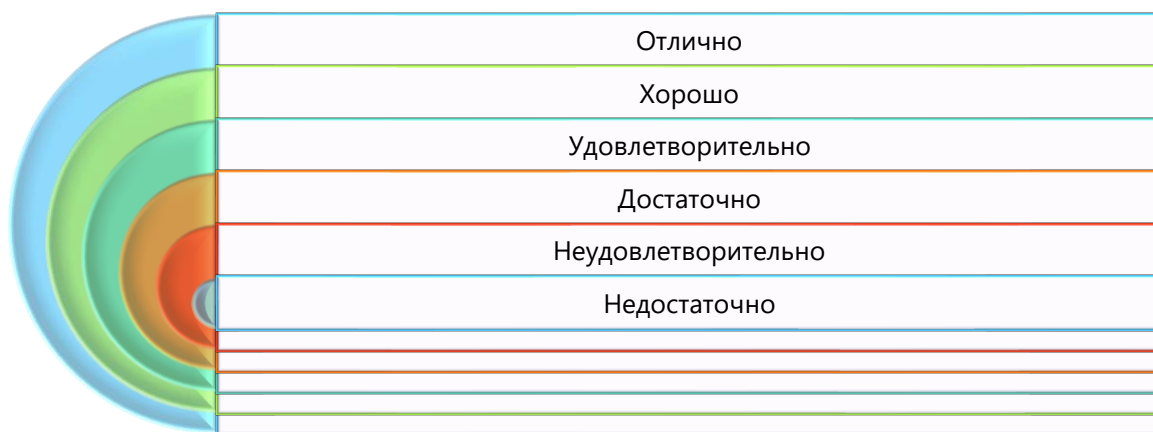 Отлично
Хорошо
Удовлетворительно
Достаточно
Неудовлетворительно
Недостаточно